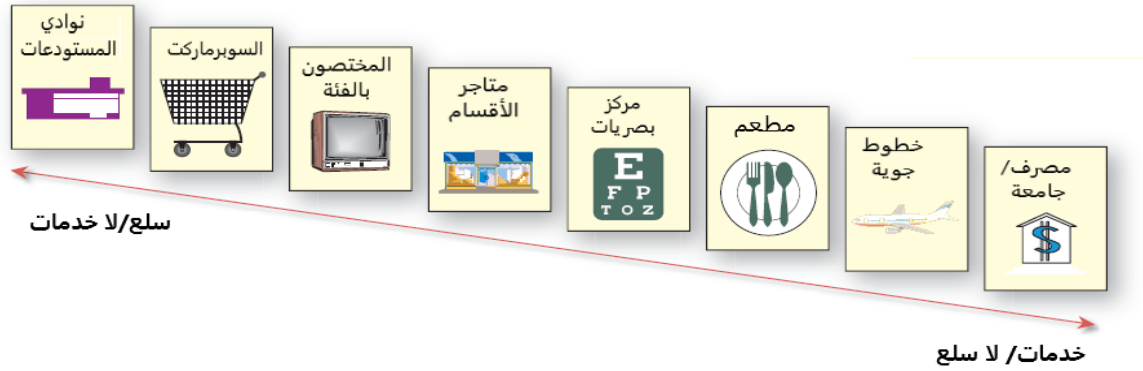 نوادي
المستودعات
السوبرماركت
المختصون
بالفئة
متاجر
الأقسام
مركز
بصريات
E
F P
T O Z
مطعم
خطوط
جوية
مصرف/
جامعة
$
سلع/لا خدمات
خدمات/ لا سلع